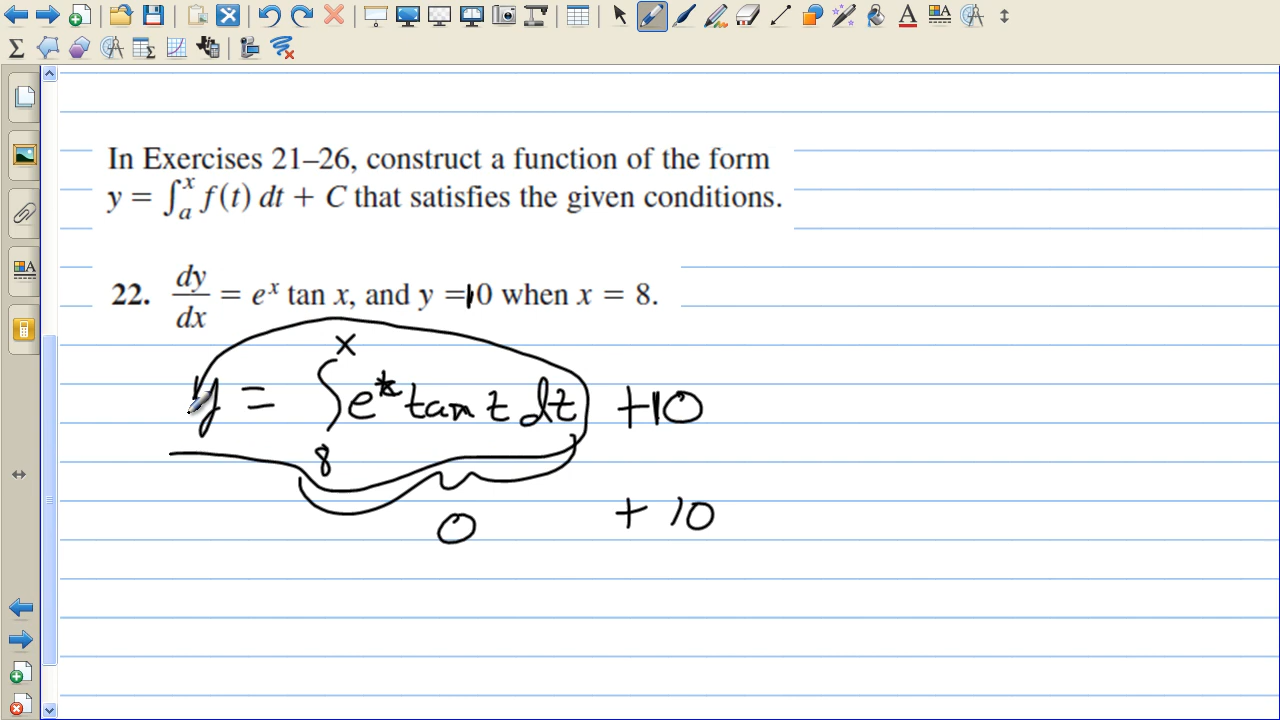 In Exercises 21–26, construct a function of the form
y = ∫ₐˣ f(t) dt + C that satisfies the given conditions.
22. dy/dx = eˣ tan x, and y =10 when x = 8.
y = ∫₈ˣ eᵗ tan t dt +10
0 + 10